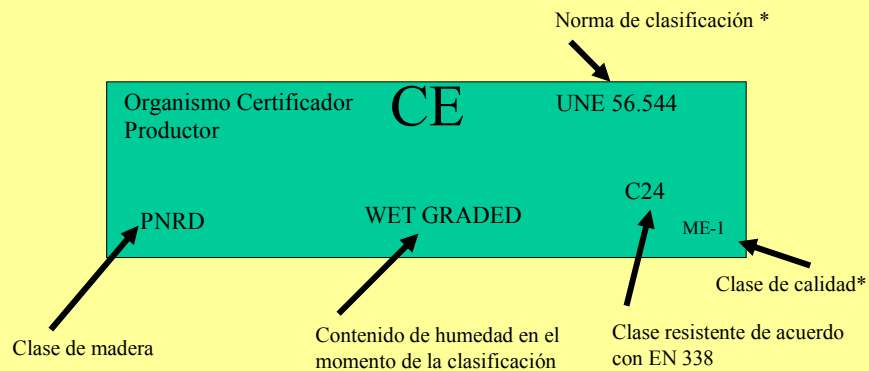 Norma de clasificación *
Organismo Certificador
Productor
CE
UNE 56.544
C24
PNRD
WET GRADED
ME-1
Clase de calidad*
Clase de madera
Contenido de humedad en el
momento de la clasificación
Clase resistente de acuerdo
con EN 338